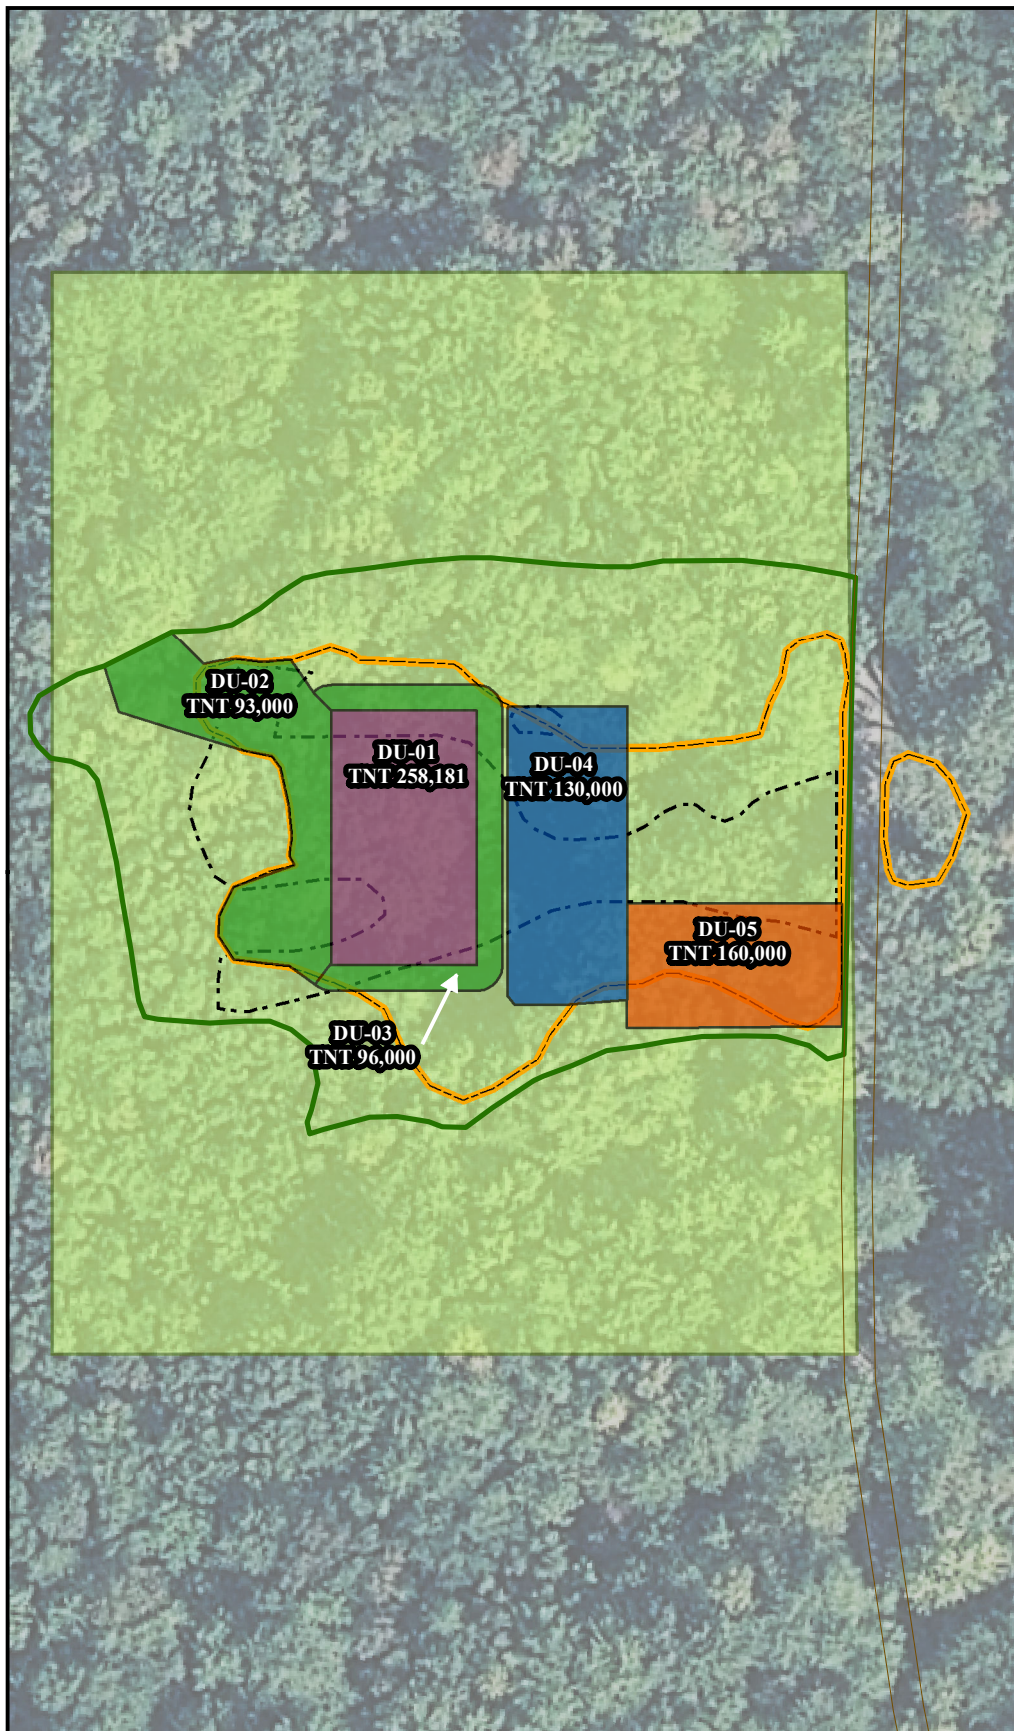 DU-02
TNT 93,000
DU-01
TNT 258,181
DU-04
TNT 130,000
DU-05
TNT 160,000
DU-03
TNT 96,000